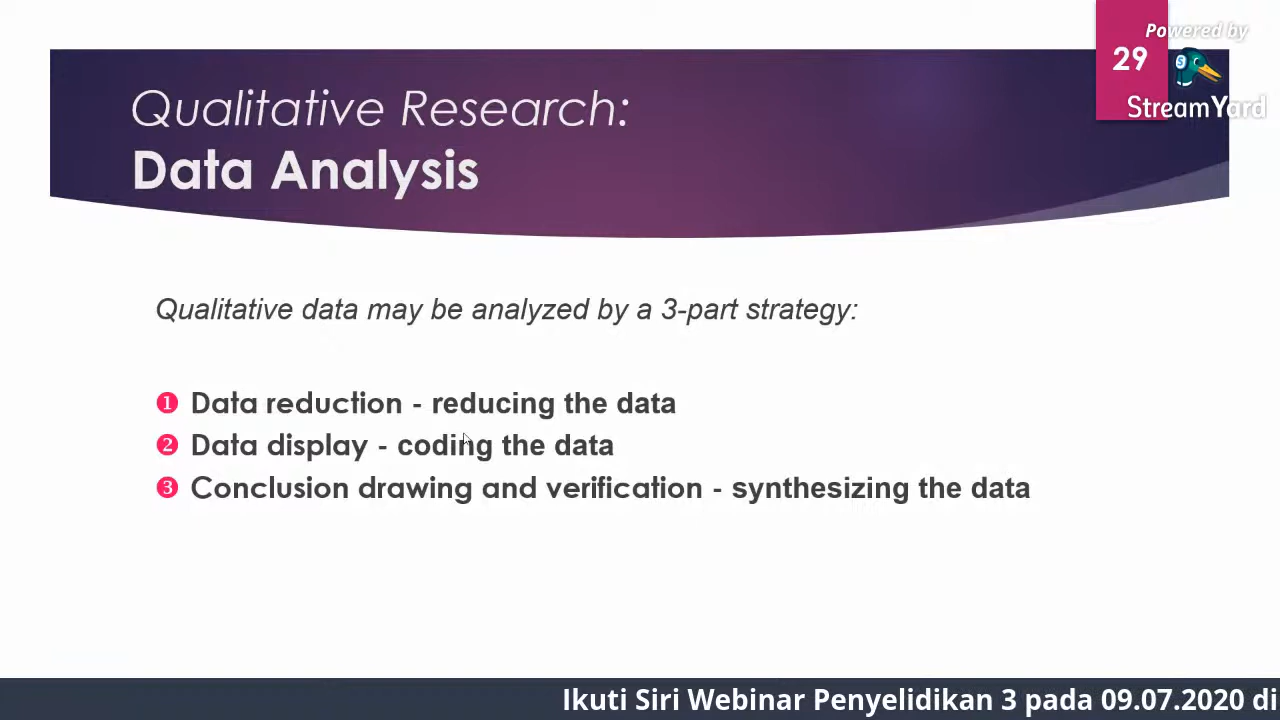 Powered by
29
StreamYard
Qualitative Research:
Data Analysis
Qualitative data may be analyzed by a 3-part strategy:
❶ Data reduction - reducing the data
❷ Data display - coding the data
❸ Conclusion drawing and verification - synthesizing the data
Ikuti Siri Webinar Penyelidikan 3 pada 09.07.2020 di